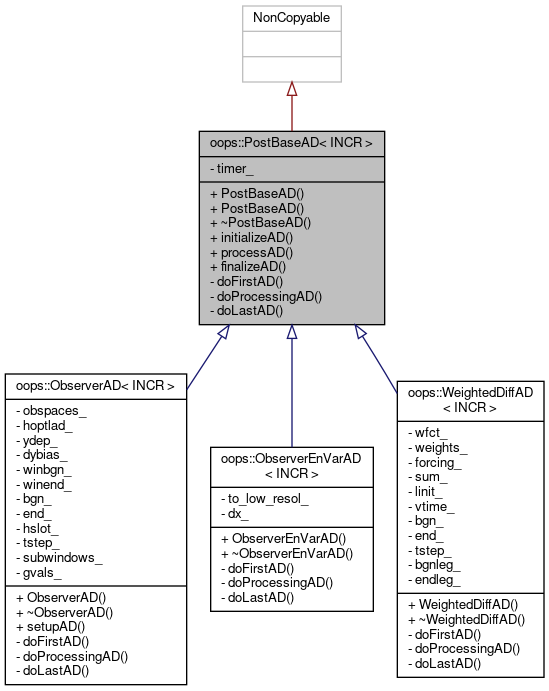 NonCopyable
oops::PostBaseAD< INCR >
- timer_
+ PostBaseAD()
+ PostBaseAD()
+ ~PostBaseAD()
+ initializeAD()
+ processAD()
+ finalizeAD()
- doFirstAD()
- doProcessingAD()
- doLastAD()
oops::ObserverAD< INCR >
- obspaces_
- hoptlad_
- ydep_
- dybias_
- winbgn_
- winend_
- bgn_
- end_
- hslot_
- tstep_
- subwindows_
- gvals_
+ ObserverAD()
+ ~ObserverAD()
+ setupAD()
- doFirstAD()
- doProcessingAD()
- doLastAD()
oops::ObserverEnVarAD
< INCR >
- to_low_resol_
- dx_
+ ObserverEnVarAD()
+ ~ObserverEnVarAD()
- doFirstAD()
- doProcessingAD()
- doLastAD()
oops::WeightedDiffAD
< INCR >
- wfct_
- weights_
- forcing_
- sum_
- linit_
- vtime_
- bgn_
- end_
- tstep_
- bgnleg_
- endleg_
+ WeightedDiffAD()
+ ~WeightedDiffAD()
- doFirstAD()
- doProcessingAD()
- doLastAD()